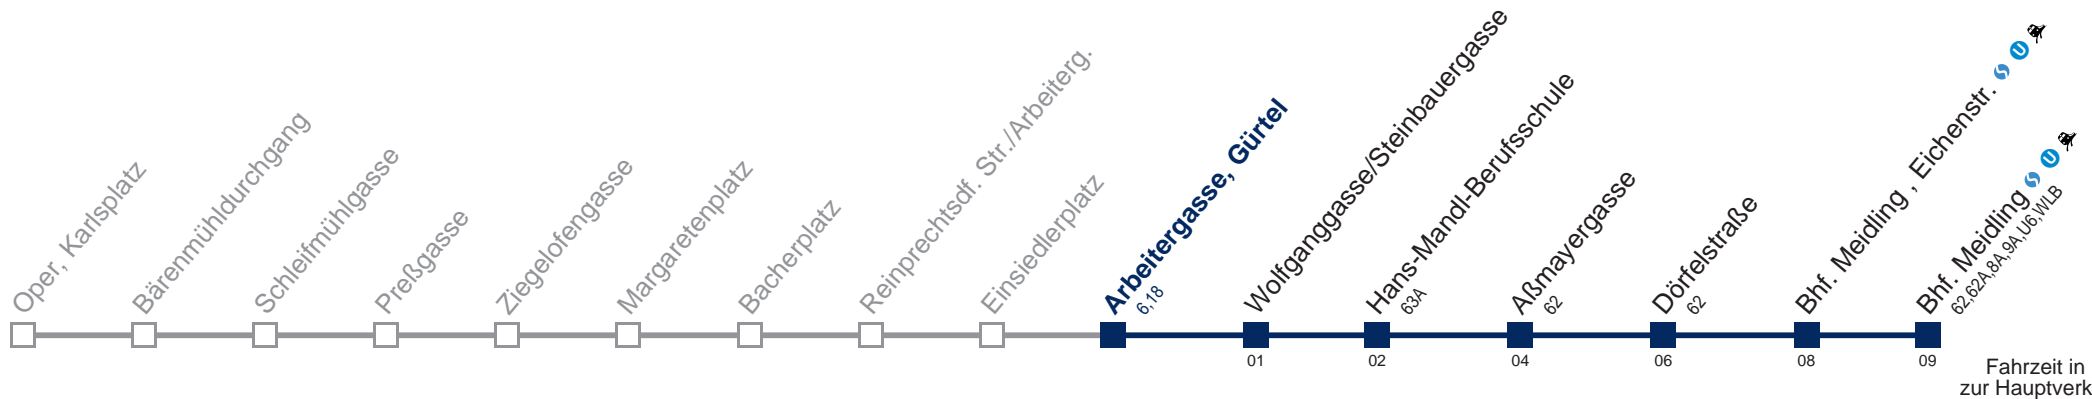 Oper, Karlsplatz
Bärenmühldurchgang
Schleifmühlgasse
Preßgasse
Ziegelofengasse
Margaretenplatz
Bacherplatz
Reinprechtsdf. Str./Arbeiterg.
Einsiedlerplatz
Arbeitergasse, Gürtel
6,18
Wolfganggasse/Steinbauergasse
Hans-Mandl-Berufsschule
63A
Aßmayergasse
62
Dörfelstraße
62
Bhf. Meidling , Eichenstr. S U
Bhf. Meidling S U
62,62A,8A,9A,U6,WLB
01
02
04
06
08
09
Fahrzeit in
zur Hauptverk